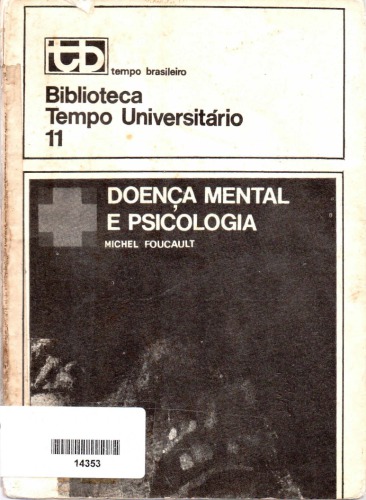 tb tempo brasileiro
Biblioteca
Tempo Universitário
11
DOENÇA MENTAL
E PSICOLOGIA
MICHEL FOUCAULT
14353